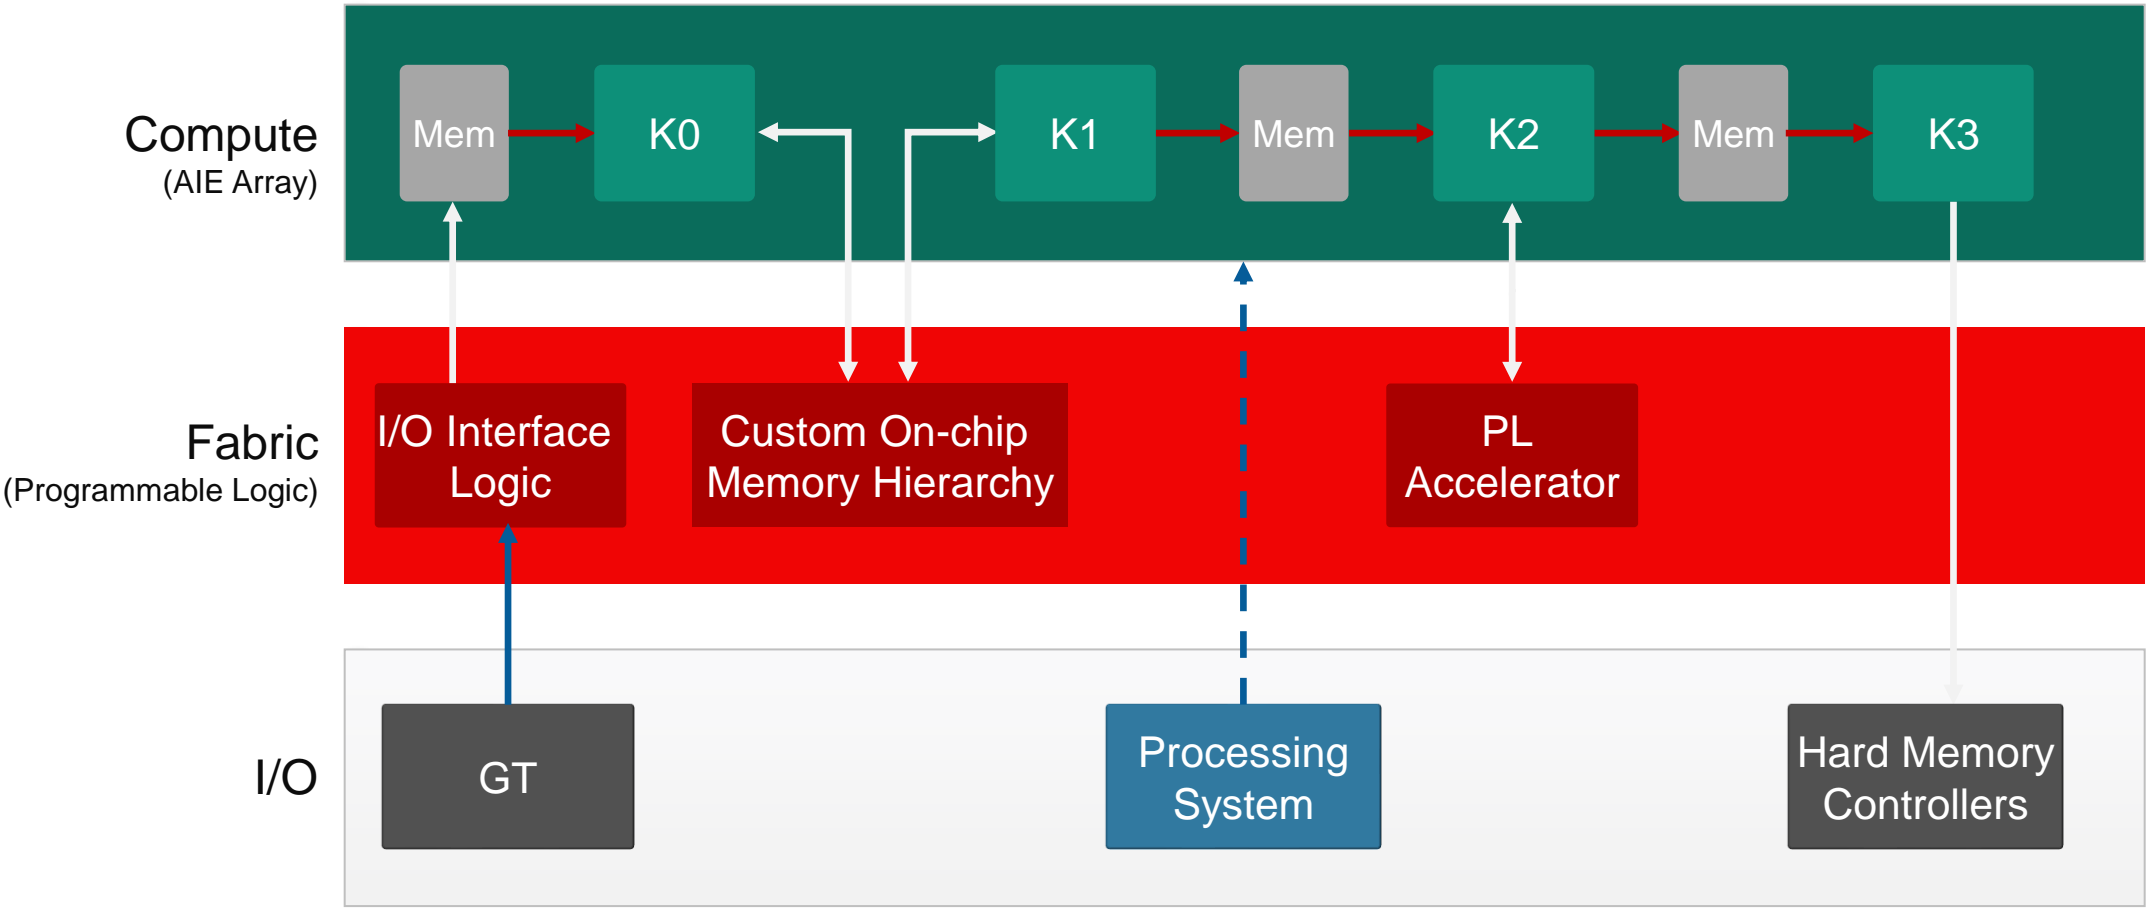 Compute
(AIE Array)
Mem
K0
K1
Mem
K2
Mem
K3
Fabric
(Programmable Logic)
I/O Interface
Logic
Custom On-chip
Memory Hierarchy
PL
Accelerator
I/O
GT
Processing
System
Hard Memory
Controllers